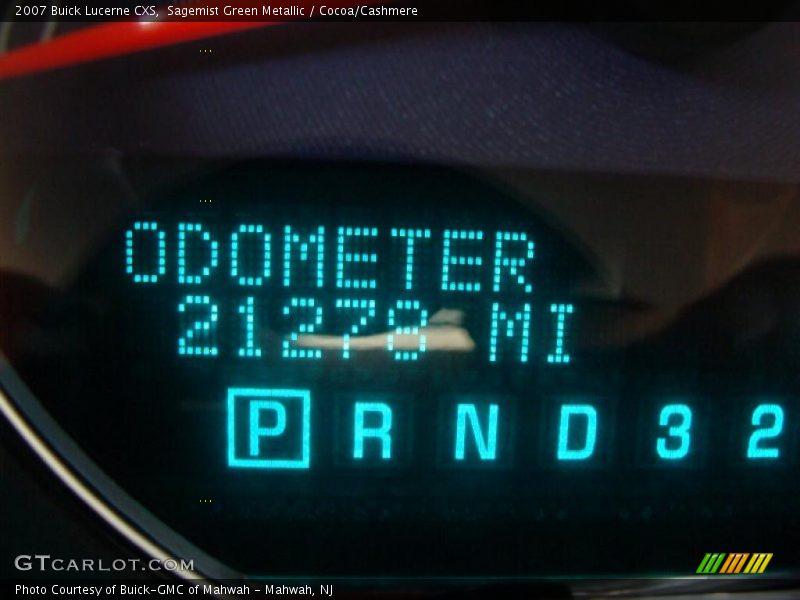 2007 Buick Lucerne CXS, Sagemist Green Metallic / Cocoa/Cashmere
ODOMETER
21278 MI
P R N D 3 2
GTCARLOT.COM
Photo Courtesy of Buick-GMC of Mahwah - Mahwah, NJ